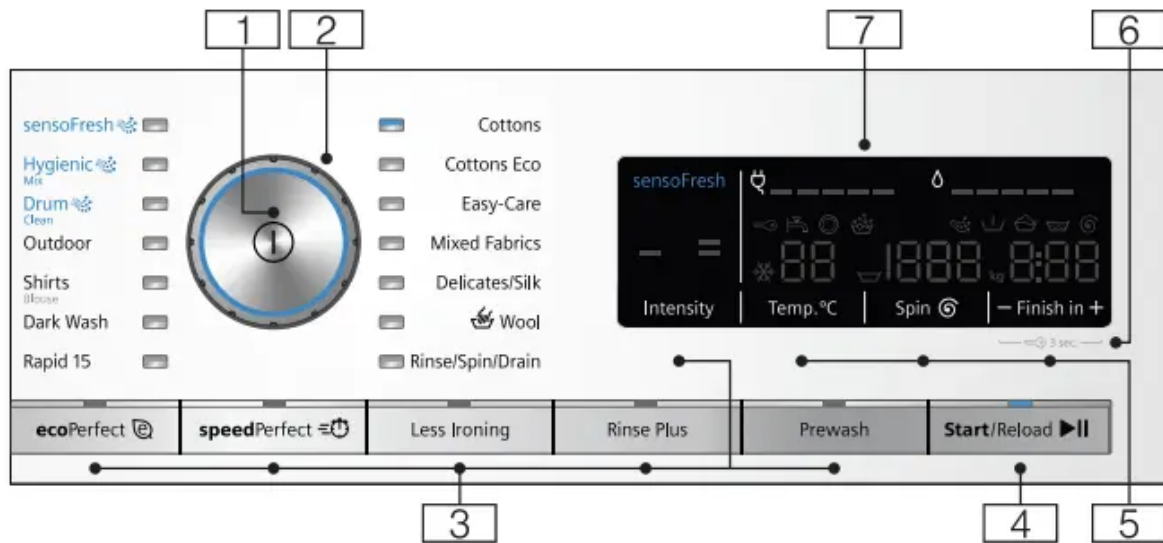 1
2
7
6
sensoFresh
Hygienic
Mix
Drum
Clean
Outdoor
Shirts
Blouse
Dark Wash
Rapid 15
Cottons
Cottons Eco
Easy-Care
Mixed Fabrics
Delicates/Silk
Wool
Rinse/Spin/Drain
sensoFresh
88 1888 kg 8:88
Intensity
Temp.°C
Spin
− Finish in +
3 sec.
ecoPerfect e
speedPerfect
Less Ironing
Rinse Plus
Prewash
Start/Reload
3
4
5